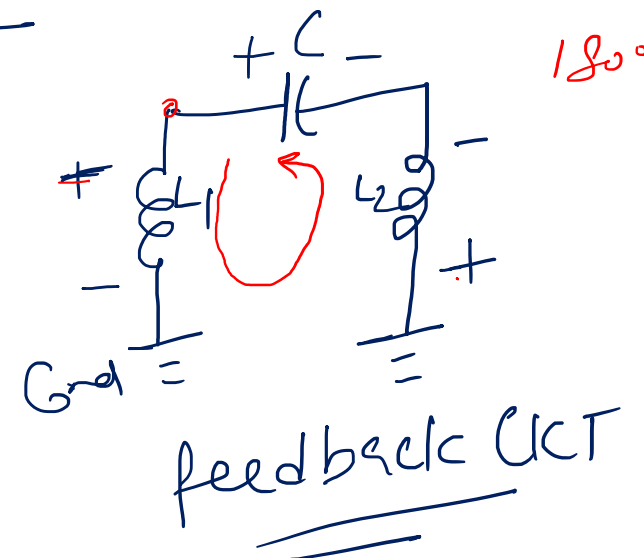 + C -
180°
+ L1
L2 -
-
+
Gnd
feedback CKT